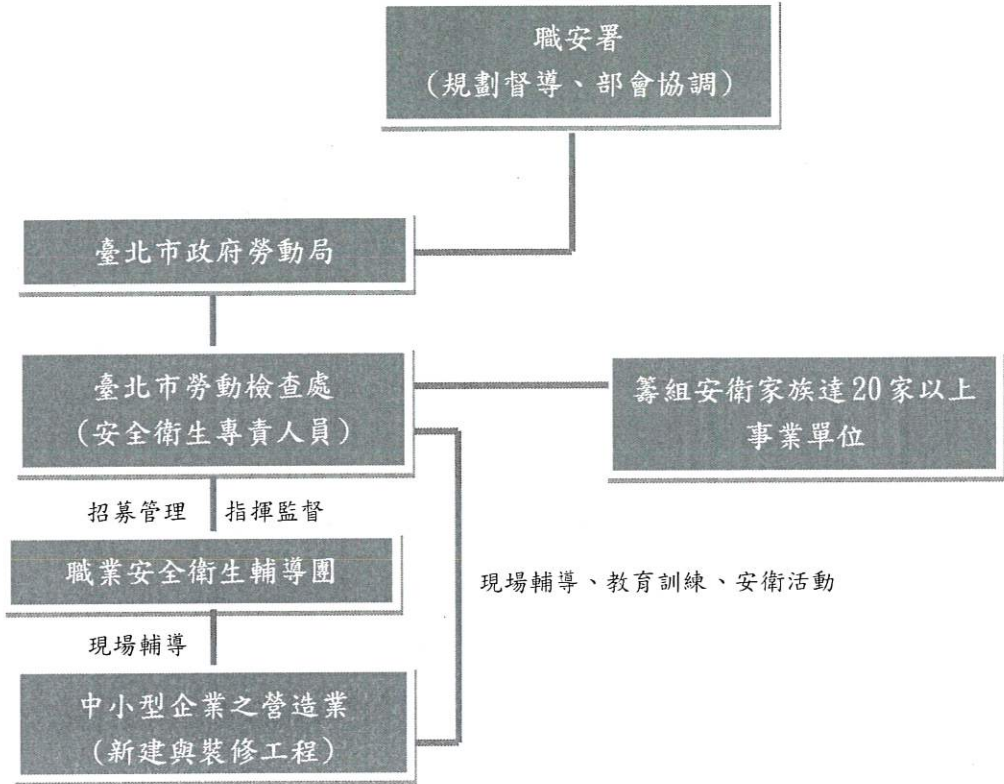 職安署
(規劃督導、部會協調)
臺北市政府勞動局
臺北市勞動檢查處
(安全衛生專責人員)
籌組安衛家族達20家以上
事業單位
招募管理 指揮監督
職業安全衛生輔導團
現場輔導、教育訓練、安衛活動
現場輔導
中小型企業之營造業
(新建與裝修工程)